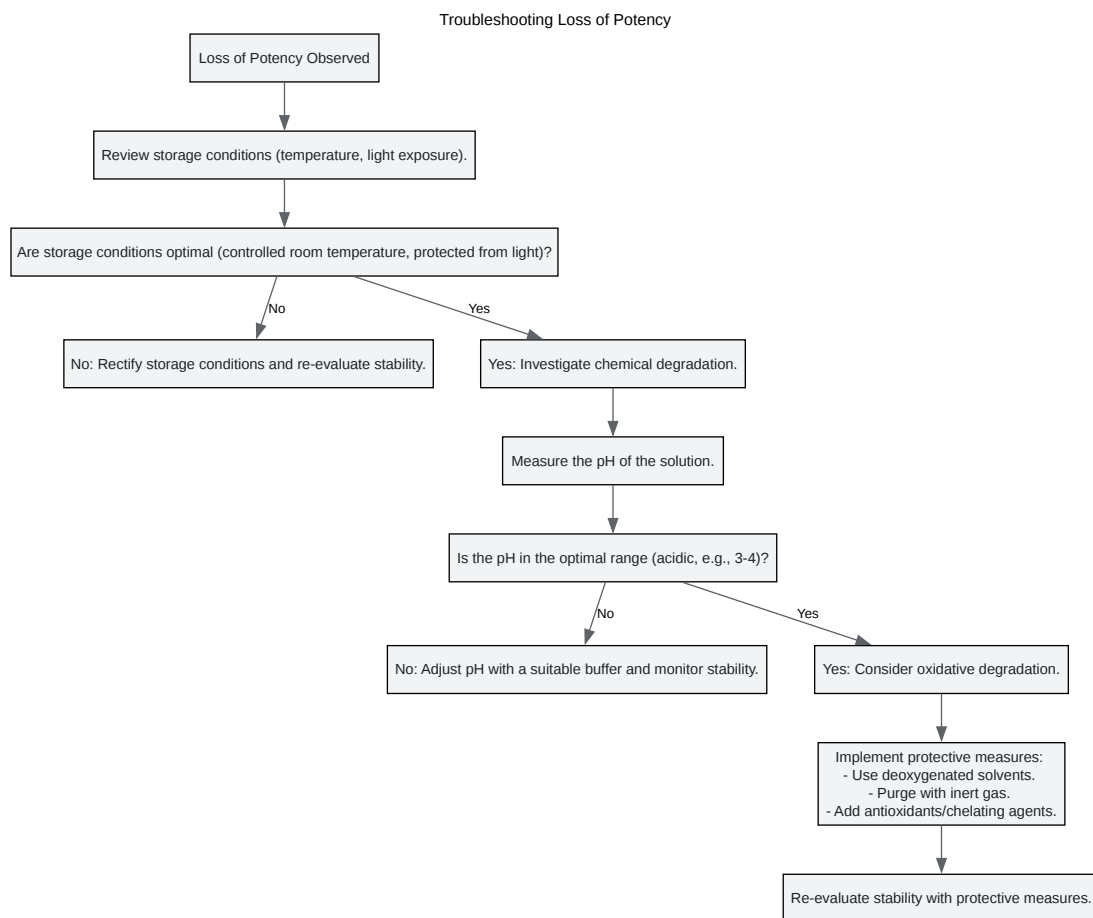 Troubleshooting Loss of Potency
Loss of Potency Observed
Review storage conditions (temperature, light exposure).
Are storage conditions optimal (controlled room temperature, protected from light)?
No
Yes
No: Rectify storage conditions and re-evaluate stability.
Yes: Investigate chemical degradation.
Measure the pH of the solution.
Is the pH in the optimal range (acidic, e.g., 3-4)?
No
Yes
No: Adjust pH with a suitable buffer and monitor stability.
Yes: Consider oxidative degradation.
Implement protective measures:
- Use deoxygenated solvents.
- Purge with inert gas.
- Add antioxidants/chelating agents.
Re-evaluate stability with protective measures.